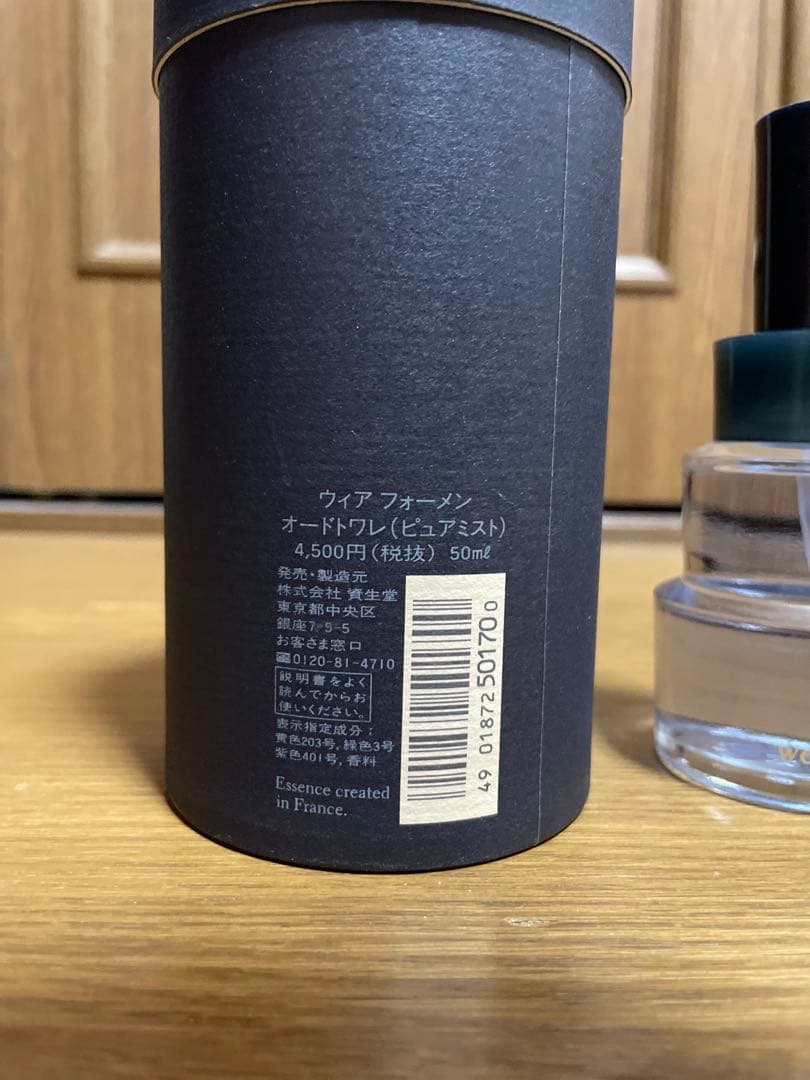 ウィア フォーメン
オードトワレ(ピュアミスト)
4,500円(税抜) 50㎖
発売・製造元
株式会社 資生堂
東京都中央区
銀座7-5-5
お客さま窓口
0120-81-4710
説明書をよく
読んでからお
使いください。
表示指定成分;
黄色203号,緑色3号
紫色401号,香料
Essence created
in France.
49 01872 50170 0